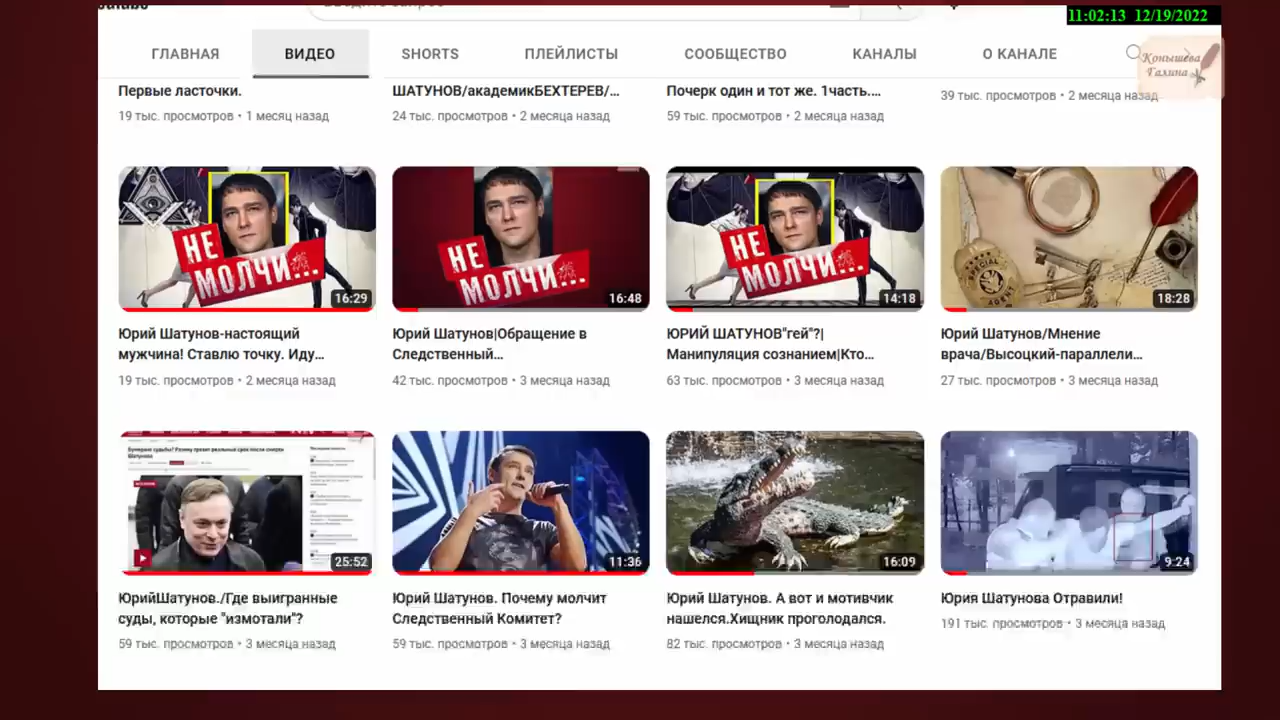 11:02:13 12/19/2022
ГЛАВНАЯ ВИДЕО SHORTS ПЛЕЙЛИСТЫ СООБЩЕСТВО КАНАЛЫ О КАНАЛЕ
Конышева
Галина
Первые ласточки.
19 тыс. просмотров • 1 месяц назад
ШАТУНОВ/академикБЕХТЕРЕВ/...
24 тыс. просмотров • 2 месяца назад
Почерк один и тот же. 1часть....
59 тыс. просмотров • 2 месяца назад
39 тыс. просмотров • 2 месяца назад
НЕ
МОЛЧИ...
16:29
Юрий Шатунов-настоящий
мужчина! Ставлю точку. Иду...
19 тыс. просмотров • 2 месяца назад
НЕ
МОЛЧИ...
16:48
Юрий Шатунов|Обращение в
Следственный...
42 тыс. просмотров • 3 месяца назад
НЕ
МОЛЧИ...
14:18
ЮРИЙ ШАТУНОВ"гей"?|
Манипуляция сознанием|Кто...
63 тыс. просмотров • 3 месяца назад
SPECIAL
AGENT
18:28
Юрий Шатунов/Мнение
врача/Высоцкий-параллели...
27 тыс. просмотров • 3 месяца назад
25:52
ЮрийШатунов./Где выигранные
суды, которые "измотали"?
59 тыс. просмотров • 3 месяца назад
11:36
Юрий Шатунов. Почему молчит
Следственный Комитет?
59 тыс. просмотров • 3 месяца назад
16:09
Юрий Шатунов. А вот и мотивчик
нашелся.Хищник проголодался.
82 тыс. просмотров • 3 месяца назад
9:24
Юрия Шатунова Отравили!
191 тыс. просмотров • 3 месяца назад